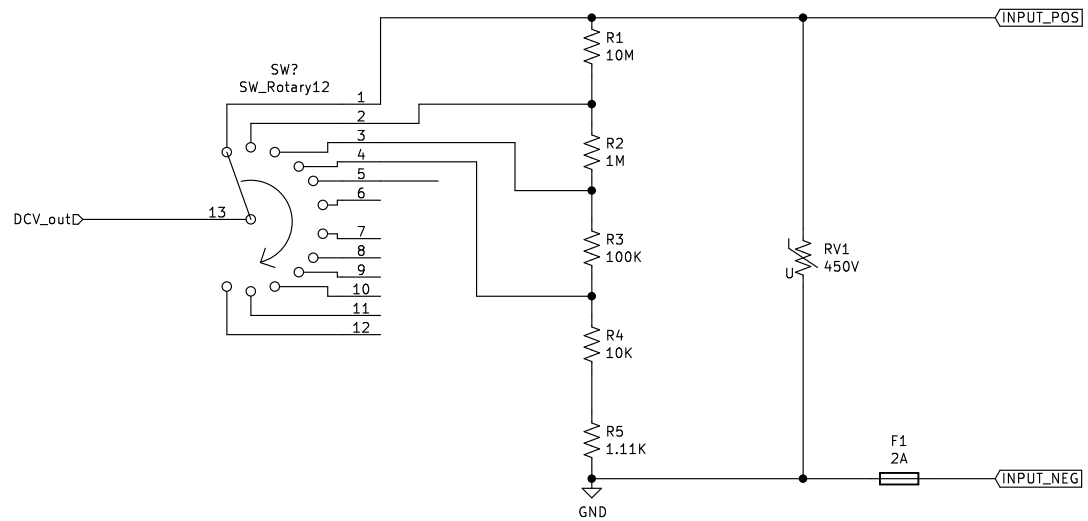 INPUT_POS
R1
10M
SW?
SW_Rotary12
1
2
3
R2
1M
4
5
6
DCV_out
13
7
R3
100K
RV1
450V
U
8
9
10
11
12
R4
10K
R5
1.11K
F1
2A
INPUT_NEG
GND